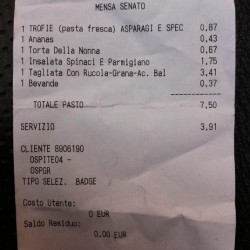 MENSA SENATO
1 TROFIE (pasta fresca) ASPARAGI E SPEC 0,87
1 Ananas 0,43
1 Torta Della Nonna 0,67
1 Insalata Spinaci E Parmigiano 1,75
1 Tagliata Con Rucola-Grana-Ac. Bal 3,41
1 Bevande 0,37
TOTALE PASTO 7,50
SERVIZIO 3,91
CLIENTE 8906190
OSPITE04 -
OSPGR
TIPO SELEZ. BADGE
Costo Utente:
0 EUR
Saldo Residuo:
0.00 EUR